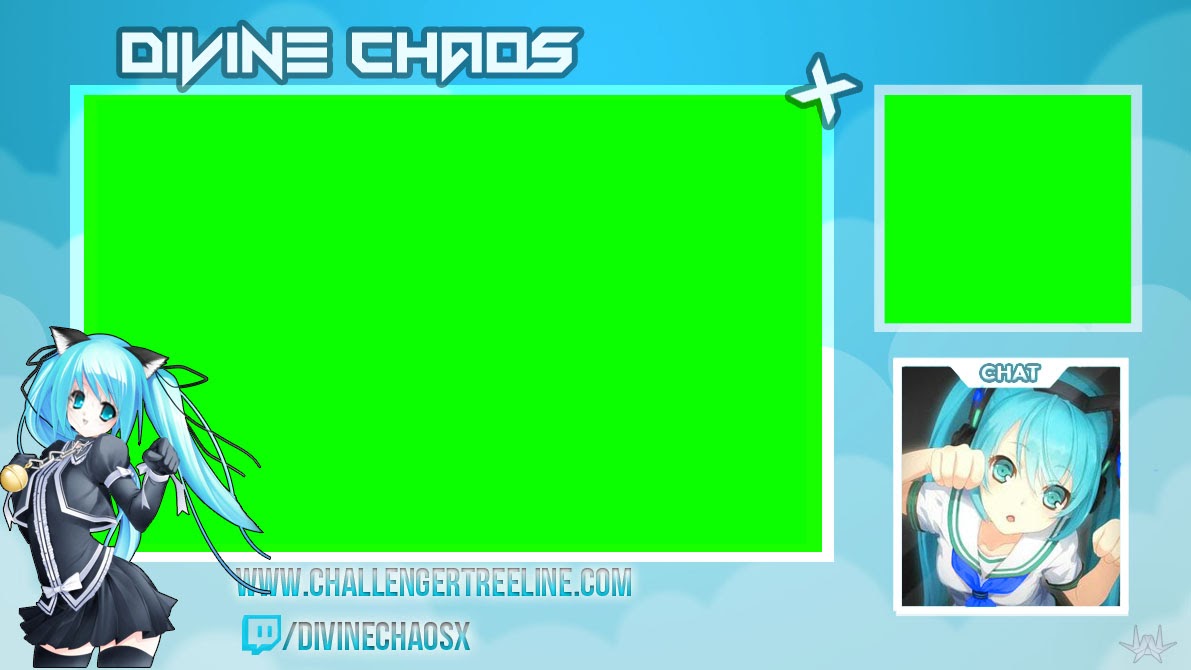 DIVINE CHAOS
X
CHAT
WWW.CHALLENGERTREELINE.COM
/DIVINECHAOSX